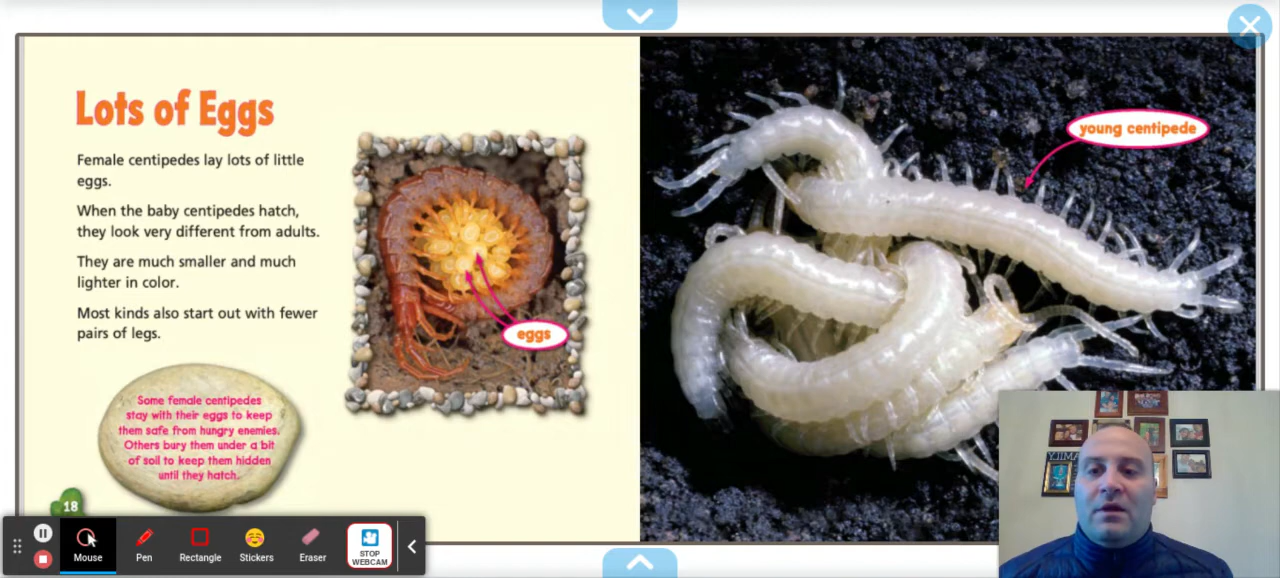 Lots of Eggs
Female centipedes lay lots of little
eggs.
When the baby centipedes hatch,
they look very different from adults.
They are much smaller and much
lighter in color.
Most kinds also start out with fewer
pairs of legs.
eggs
Some female centipedes
stay with their eggs to keep
them safe from hungry enemies.
Others bury them under a bit
of soil to keep them hidden
until they hatch.
18
young centipede
Mouse
Pen
Rectangle
Stickers
Eraser
STOP
WEBCAM